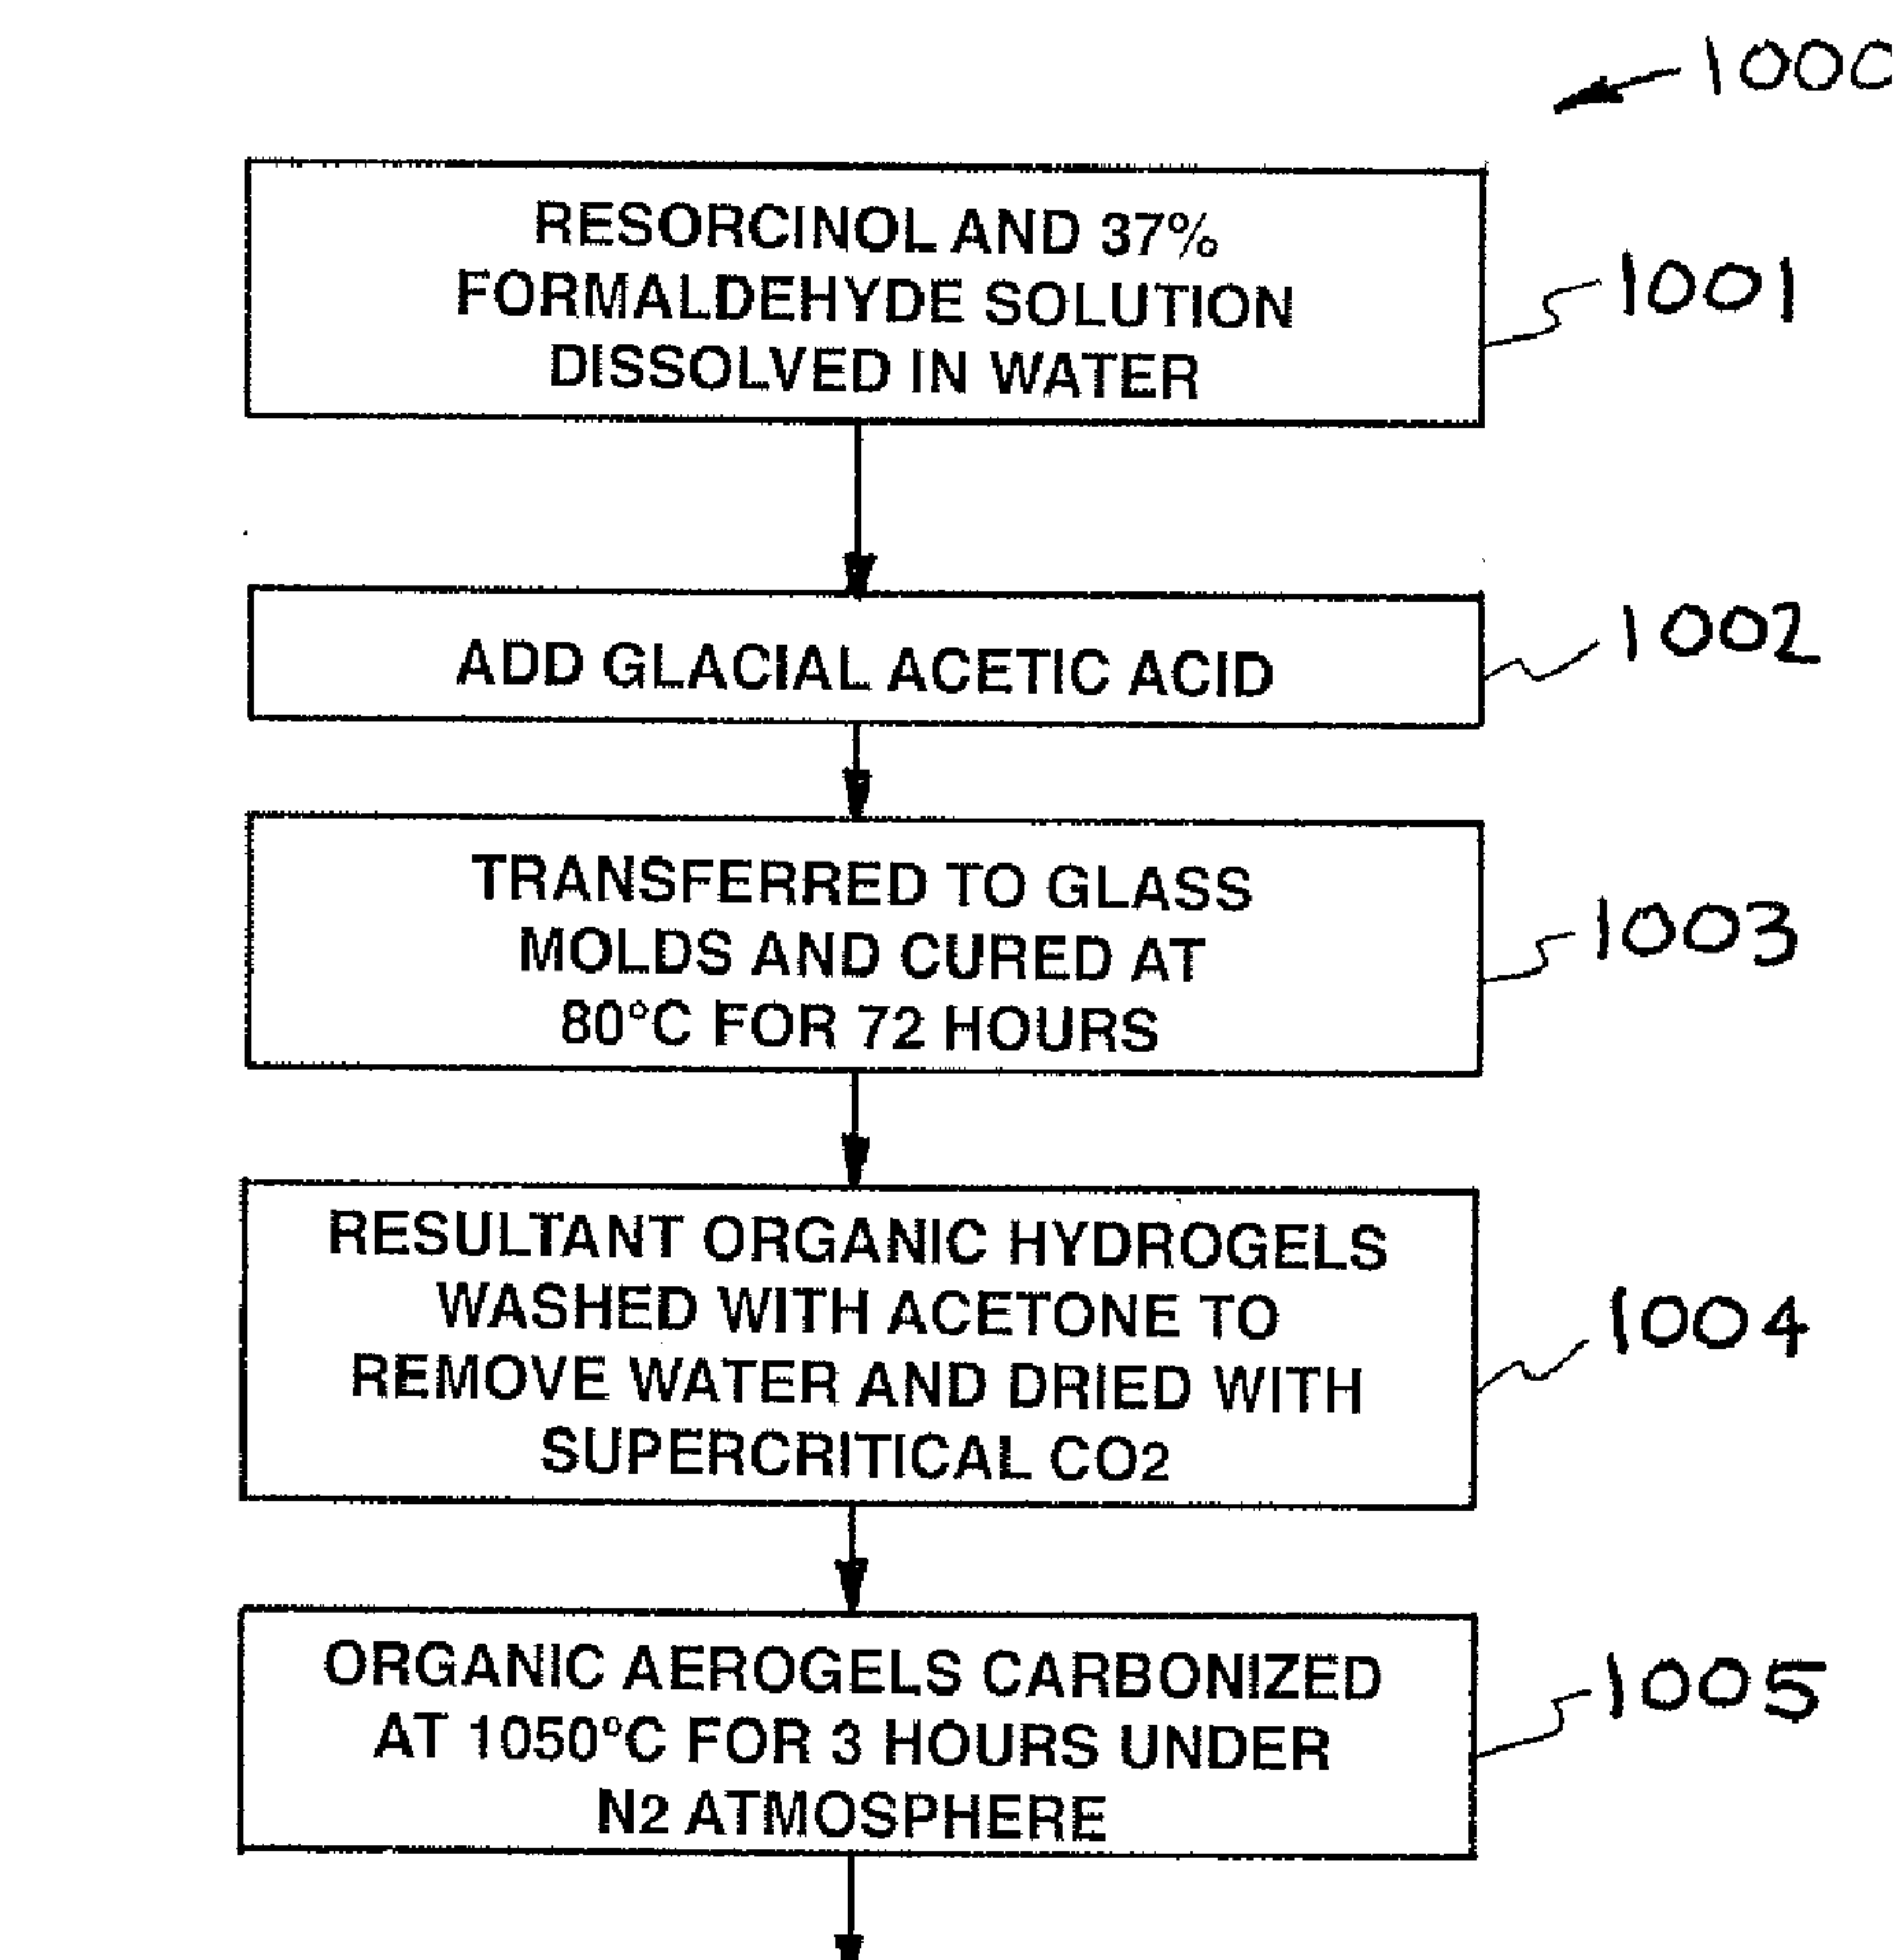 1000
RESORCINOL AND 37%
FORMALDEHYDE SOLUTION
DISSOLVED IN WATER
1001
ADD GLACIAL ACETIC ACID
1002
TRANSFERRED TO GLASS
MOLDS AND CURED AT
80°C FOR 72 HOURS
1003
RESULTANT ORGANIC HYDROGELS
WASHED WITH ACETONE TO
REMOVE WATER AND DRIED WITH
SUPERCRITICAL CO2
1004
ORGANIC AEROGELS CARBONIZED
AT 1050°C FOR 3 HOURS UNDER
N2 ATMOSPHERE
1005